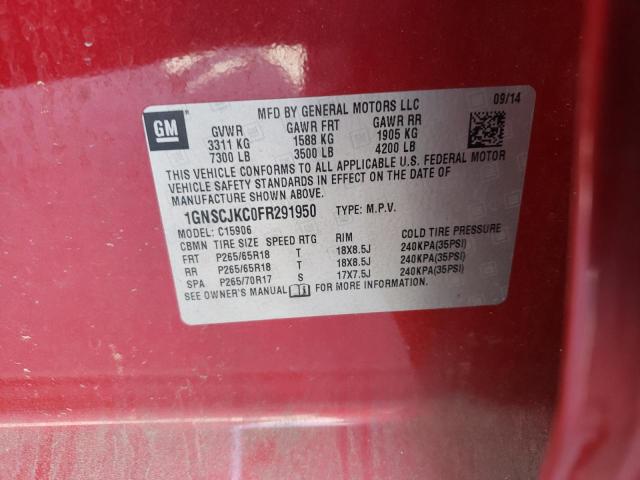 GM
MFD BY GENERAL MOTORS LLC 09/14
GVWR GAWR FRT GAWR RR
3311 KG 1588 KG 1905 KG
7300 LB 3500 LB 4200 LB
THIS VEHICLE CONFORMS TO ALL APPLICABLE U.S. FEDERAL MOTOR
VEHICLE SAFETY STANDARDS IN EFFECT ON THE DATE OF
MANUFACTURE SHOWN ABOVE.
1GNSCJKC0FR291950 TYPE: M.P.V.
MODEL: C15906
CBMN TIRE SIZE SPEED RTG RIM COLD TIRE PRESSURE
FRT P265/65R18 T 18X8.5J 240KPA(35PSI)
RR P265/65R18 T 18X8.5J 240KPA(35PSI)
SPA P265/70R17 S 17X7.5J 240KPA(35PSI)
SEE OWNER'S MANUAL FOR MORE INFORMATION.